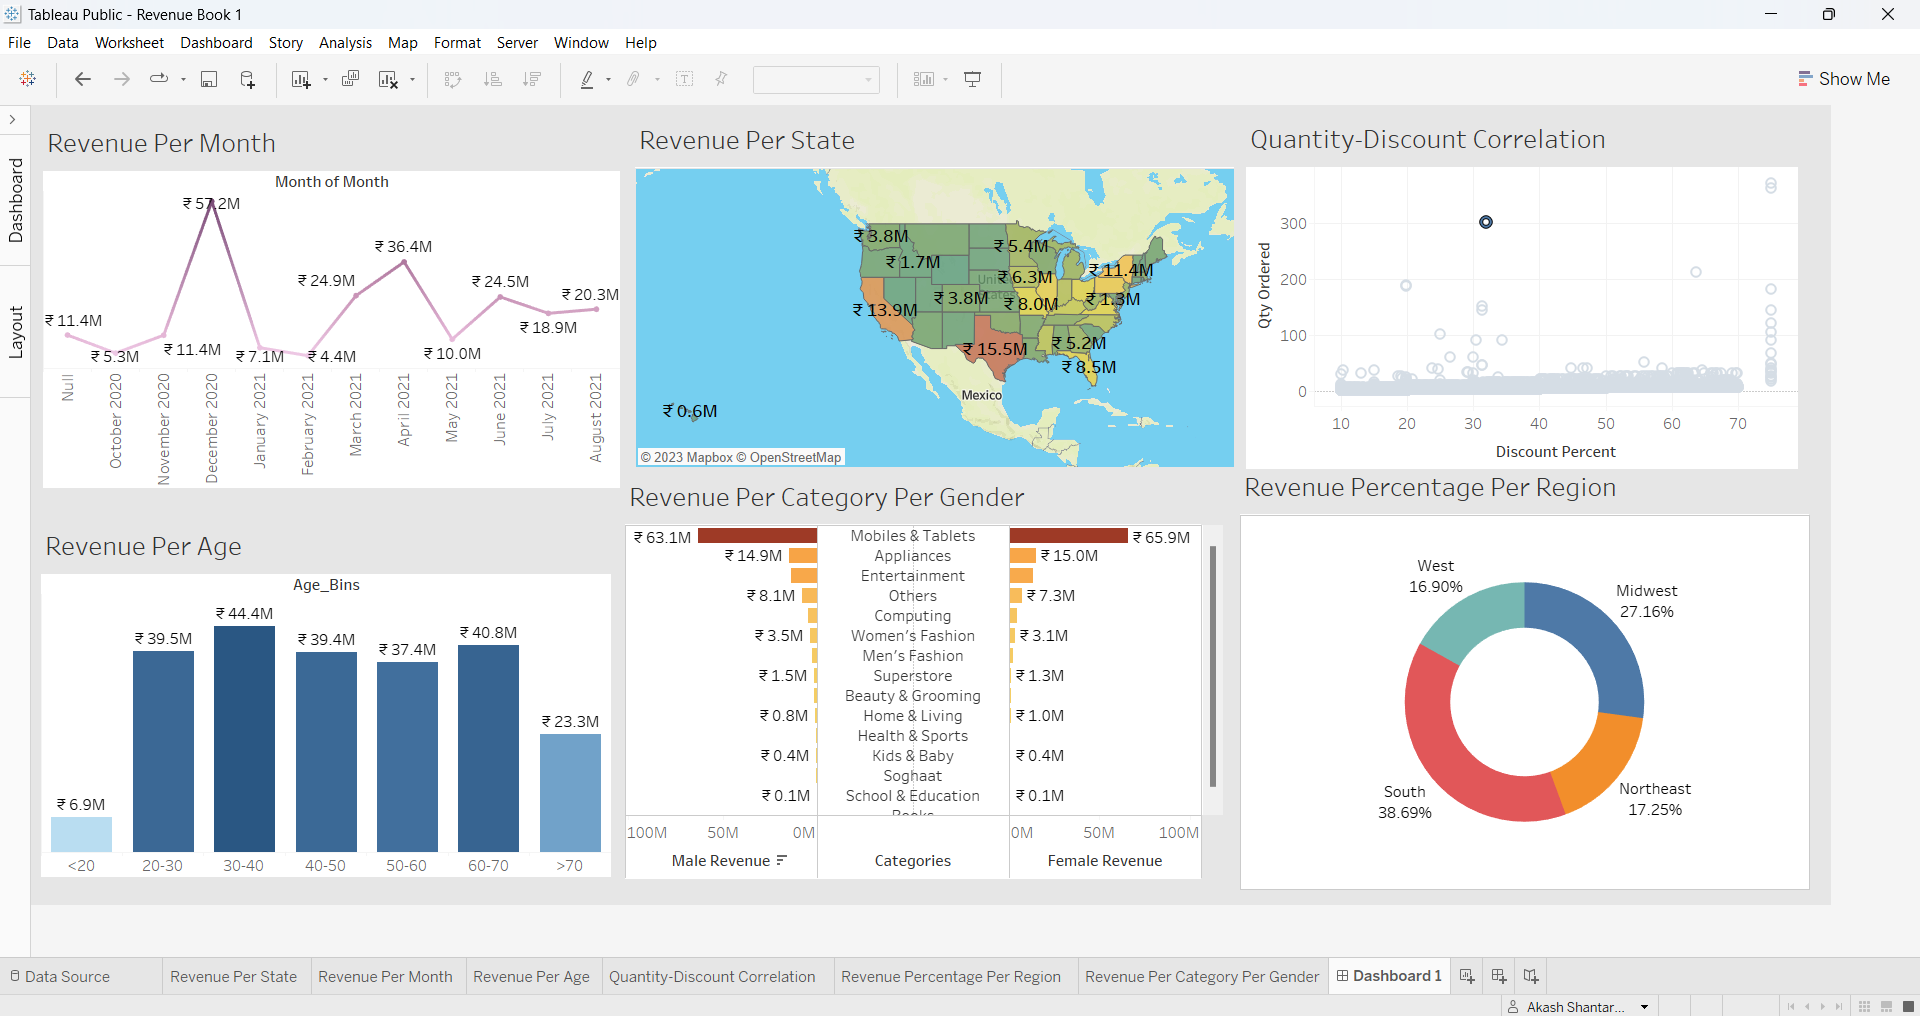 Tableau Public - Revenue Book 1
File Data Worksheet Dashboard Story Analysis Map Format Server Window Help
Show Me
Dashboard
Layout
Revenue Per Month
Month of Month
₹ 57.2M
₹ 36.4M
₹ 24.9M
₹ 24.5M
₹ 20.3M
₹ 11.4M
₹ 18.9M
₹ 5.3M
₹ 11.4M
₹ 7.1M
₹ 4.4M
₹ 10.0M
Null
October 2020
November 2020
December 2020
January 2021
February 2021
March 2021
April 2021
May 2021
June 2021
July 2021
August 2021
Revenue Per State
₹ 3.8M
₹ 5.4M
₹ 1.7M
₹ 11.4M
₹ 6.3M
₹ 3.8M
₹ 8.0M
₹ 1.3M
₹ 13.9M
₹ 5.2M
₹ 15.5M
₹ 8.5M
Mexico
₹ 0.6M
© 2023 Mapbox © OpenStreetMap
Quantity-Discount Correlation
Qty Ordered
300
200
100
0
10 20 30 40 50 60 70
Discount Percent
Revenue Per Age
Age_Bins
₹ 6.9M
₹ 39.5M
₹ 44.4M
₹ 39.4M
₹ 37.4M
₹ 40.8M
₹ 23.3M
<20 20-30 30-40 40-50 50-60 60-70 >70
Revenue Per Category Per Gender
₹ 63.1M Mobiles & Tablets ₹ 65.9M
₹ 14.9M Appliances ₹ 15.0M
Entertainment
₹ 8.1M Others ₹ 7.3M
Computing
₹ 3.5M Women's Fashion ₹ 3.1M
Men's Fashion
₹ 1.5M Superstore ₹ 1.3M
Beauty & Grooming
₹ 0.8M Home & Living ₹ 1.0M
Health & Sports
₹ 0.4M Kids & Baby ₹ 0.4M
Soghaat
₹ 0.1M School & Education ₹ 0.1M
Books
100M 50M 0M 0M 50M 100M
Male Revenue Categories Female Revenue
Revenue Percentage Per Region
West
16.90%
Midwest
27.16%
South
38.69%
Northeast
17.25%
Data Source Revenue Per State Revenue Per Month Revenue Per Age Quantity-Discount Correlation Revenue Percentage Per Region Revenue Per Category Per Gender Dashboard 1
Akash Shantar...